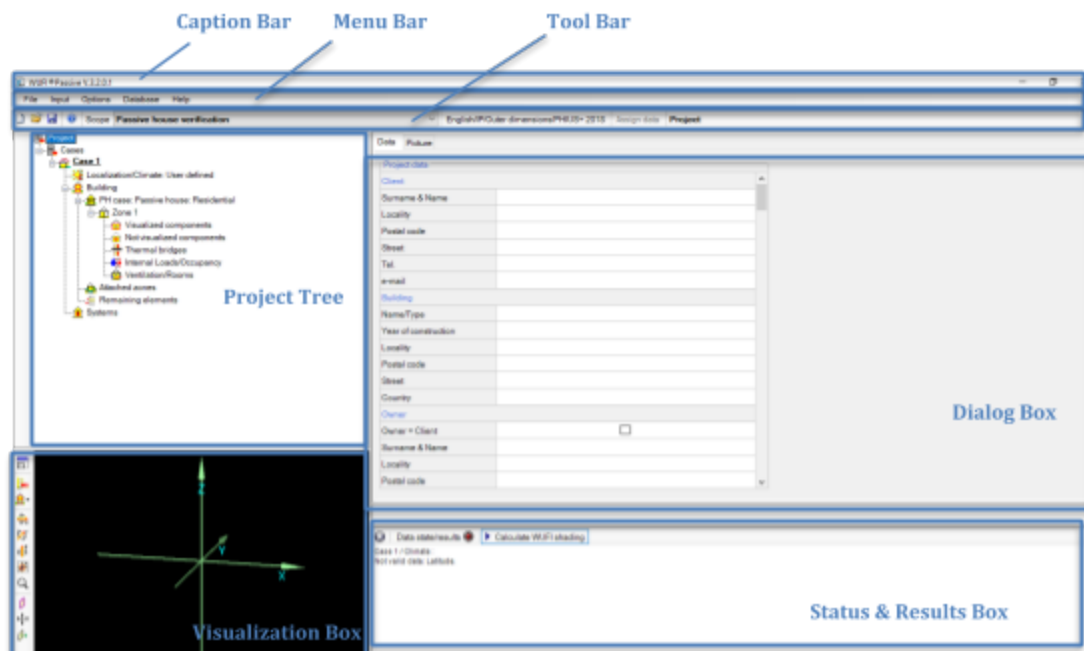 Caption Bar Menu Bar Tool Bar
WUFI®Passive V.3.2.0.1
File Input Options Database Help
Scope Passive house verification English/IP/Outer dimensions/PHIUS+ 2018 Assign data Project
Project
Cases
Case 1
Localization/Climate: User defined
Building
PH case: Passive house: Residential
Zone 1
Visualized components
Not visualized components
Thermal bridges
Internal Loads/Occupancy
Ventilation/Rooms
Attached zones
Remaining elements
Systems
Project Tree
Data Picture
Project data
Client
Surname & Name
Locality
Postal code
Street
Tel.
e-mail
Building
Name/Type
Year of construction
Locality
Postal code
Street
Country
Owner
Owner = Client
Surname & Name
Locality
Postal code
Dialog Box
Z
Y
X
Visualization Box
Data state/results Calculate WUFI shading
Case 1 / Climate:
Not valid data: Latitude
Status & Results Box